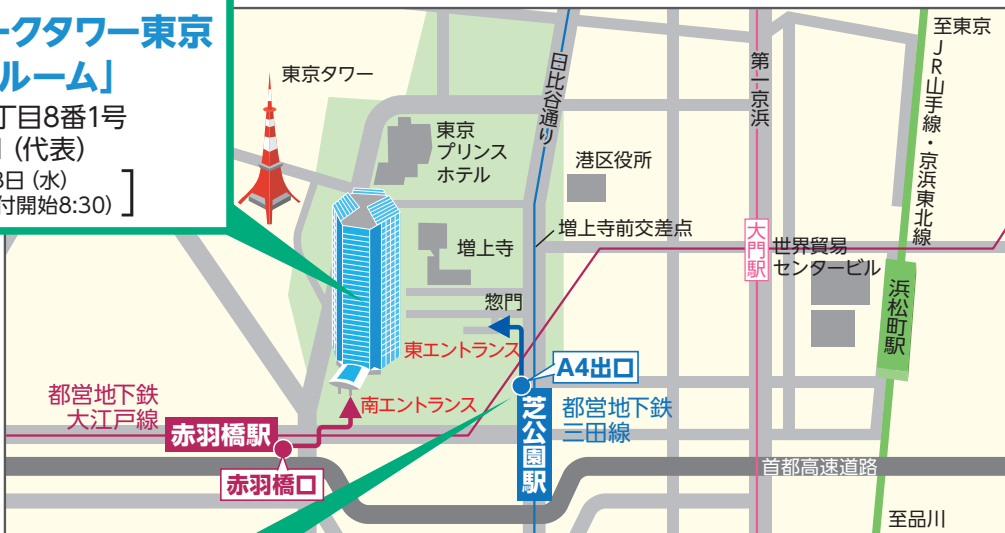 ークタワー東京
ルーム」
丁目8番1号
(代表)
日(水)
付開始8:30)
東京タワー
東京
プリンス
ホテル
日比谷通り
港区役所
第一京浜
至東京
JR山手線・京浜東北線
増上寺
増上寺前交差点
大門駅
世界貿易
センタービル
浜松町駅
惣門
東エントランス
A4出口
南エントランス
芝公園駅
都営地下鉄
三田線
都営地下鉄
大江戸線
赤羽橋駅
赤羽橋口
首都高速道路
至品川